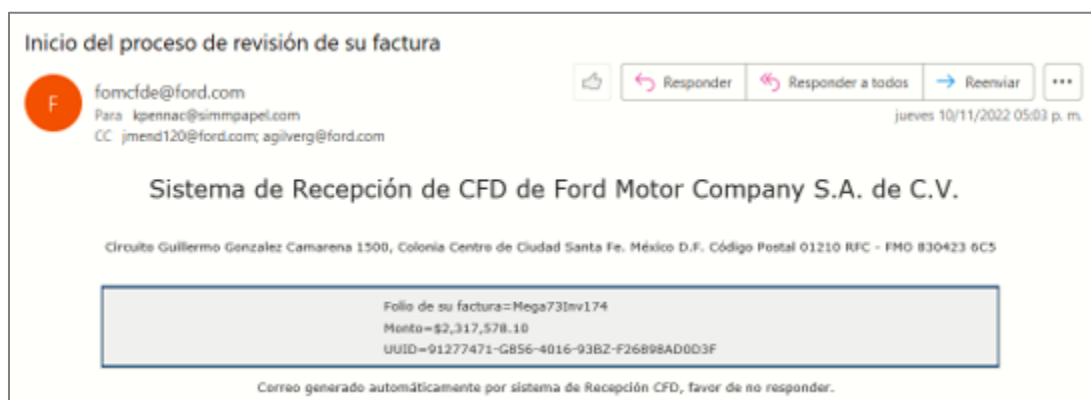 Inicio del proceso de revisión de su factura
F
fomcfde@ford.com
Para kpennac@simmpapel.com
CC jmend120@ford.com; agilverg@ford.com
Responder
Responder a todos
Reenviar
jueves 10/11/2022 05:03 p. m.
Sistema de Recepción de CFD de Ford Motor Company S.A. de C.V.
Circuito Guillermo Gonzalez Camarena 1500, Colonia Centro de Ciudad Santa Fe. México D.F. Código Postal 01210 RFC - FMO 830423 6C5
Folio de su factura=Mega73Inv174
Monto=$2,317,578.10
UUID=91277471-GB56-4016-93BZ-F26898AD0D3F
Correo generado automáticamente por sistema de Recepción CFD, favor de no responder.